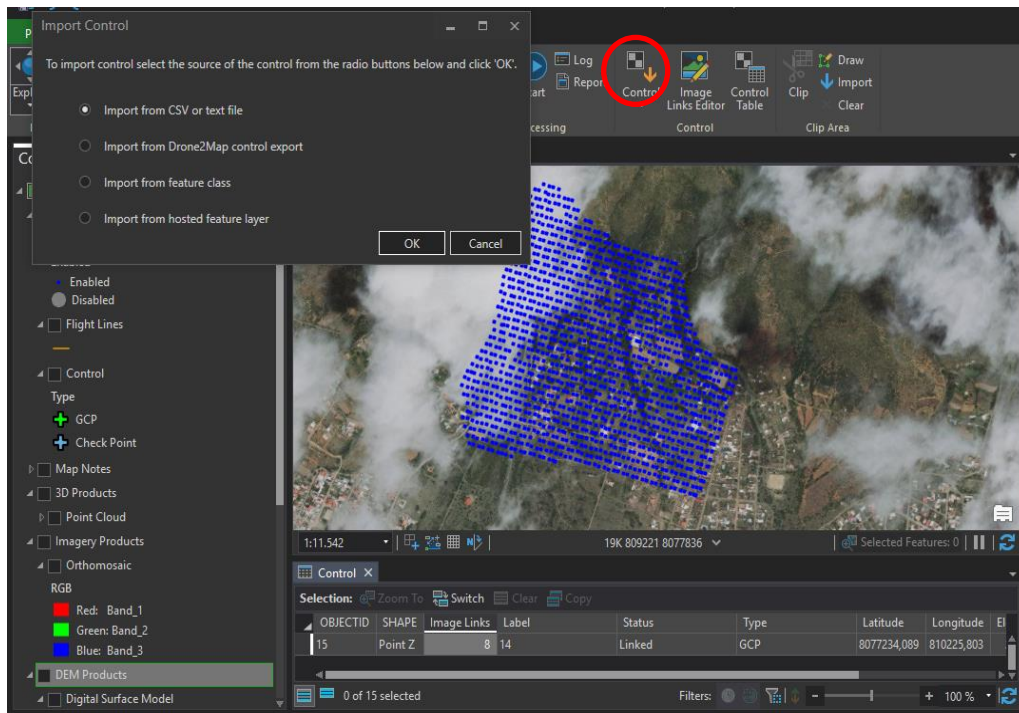 Import Control
To import control select the source of the control from the radio buttons below and click 'OK'.
Import from CSV or text file
Import from Drone2Map control export
Import from feature class
Import from hosted feature layer
OK Cancel
Log
Control Image Links Editor Control Table
Clip
Draw
Import
Clear
Control
Clip Area
Enabled
Disabled
Flight Lines
Control
Type
GCP
Check Point
Map Notes
3D Products
Point Cloud
Imagery Products
Orthomosaic
RGB
Red: Band_1
Green: Band_2
Blue: Band_3
DEM Products
Digital Surface Model
1:11.542
19K 809221 8077836
Selected Features: 0
Control
Selection: Zoom To Switch Clear Copy
OBJECTID SHAPE Image Links Label Status Type Latitude Longitude
15 Point Z 8 14 Linked GCP 8077234,089 810225,803
0 of 15 selected
Filters:
100 %